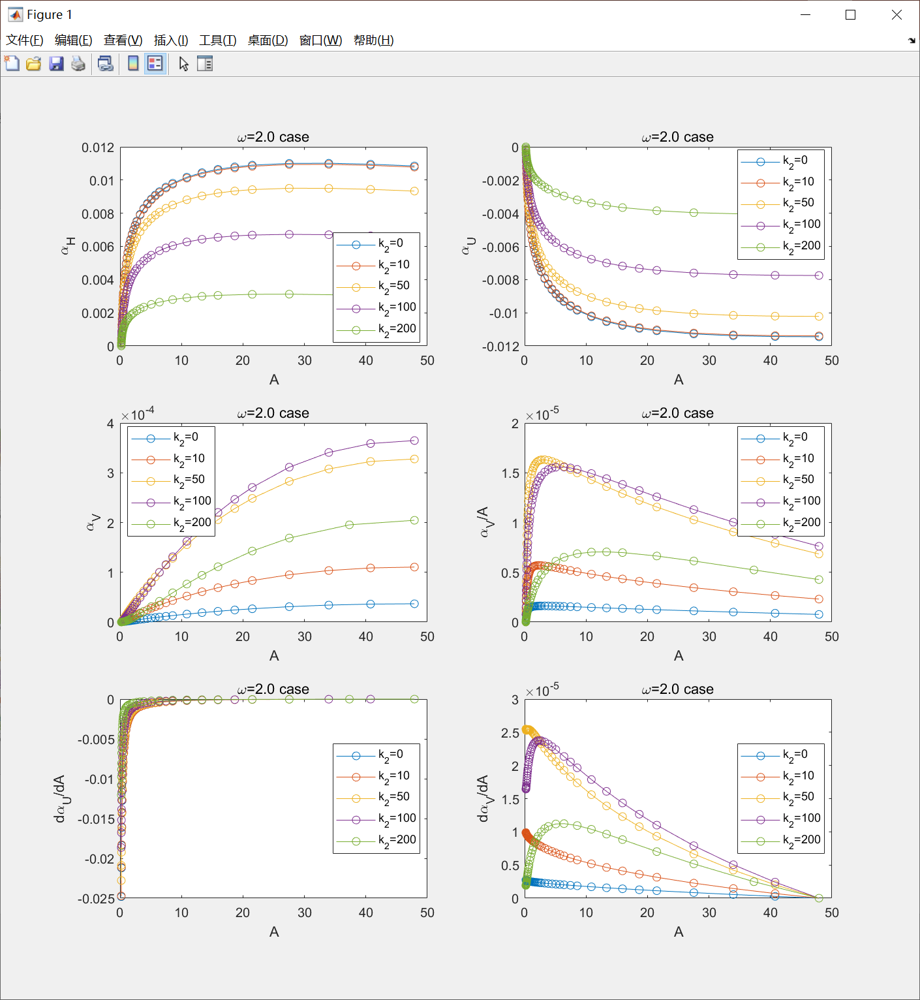 Figure 1
文件(F) 编辑(E) 查看(V) 插入(I) 工具(T) 桌面(D) 窗口(W) 帮助(H)
ω=2.0 case
0.012
0.01
0.008
0.006
0.004
0.002
0
α_H
0 10 20 30 40 50
A
k_2=0
k_2=10
k_2=50
k_2=100
k_2=200
ω=2.0 case
0
-0.002
-0.004
-0.006
-0.008
-0.01
-0.012
α_U
0 10 20 30 40 50
A
k_2=0
k_2=10
k_2=50
k_2=100
k_2=200
ω=2.0 case
×10^-4
4
3
2
1
0
α_V
0 10 20 30 40 50
A
k_2=0
k_2=10
k_2=50
k_2=100
k_2=200
ω=2.0 case
×10^-5
2
1.5
1
0.5
0
α_V/A
0 10 20 30 40 50
A
k_2=0
k_2=10
k_2=50
k_2=100
k_2=200
ω=2.0 case
0
-0.005
-0.01
-0.015
-0.02
-0.025
dα_U/dA
0 10 20 30 40 50
A
k_2=0
k_2=10
k_2=50
k_2=100
k_2=200
ω=2.0 case
×10^-5
3
2.5
2
1.5
1
0.5
0
dα_V/dA
0 10 20 30 40 50
A
k_2=0
k_2=10
k_2=50
k_2=100
k_2=200